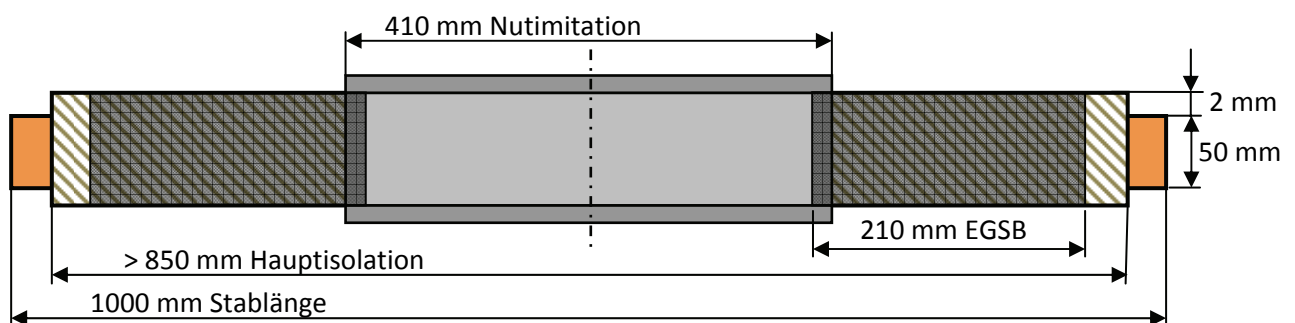 410 mm Nutimitation
2 mm
50 mm
210 mm EGSB
> 850 mm Hauptisolation
1000 mm Stablänge